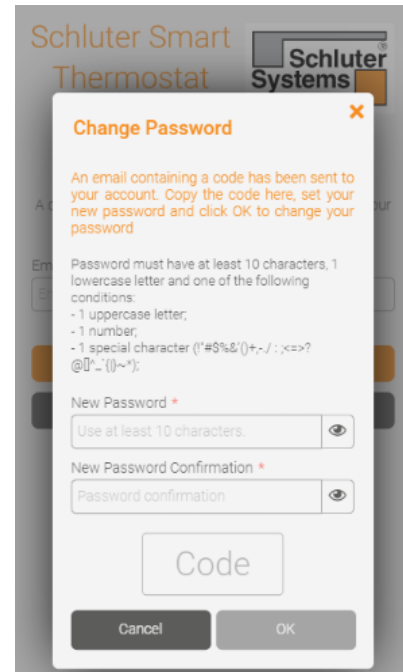 Schluter Smart
Thermostat
Schluter®
Systems
×
Change Password
An email containing a code has been sent to
your account. Copy the code here, set your
new password and click OK to change your
password
Password must have at least 10 characters, 1
lowercase letter and one of the following
conditions:
- 1 uppercase letter;
- 1 number;
- 1 special character (!"#$%&'()+,-./ : ;<=>?
@[]^_`{|}~*);
New Password *
Use at least 10 characters.
New Password Confirmation *
Password confirmation
Code
Cancel
OK